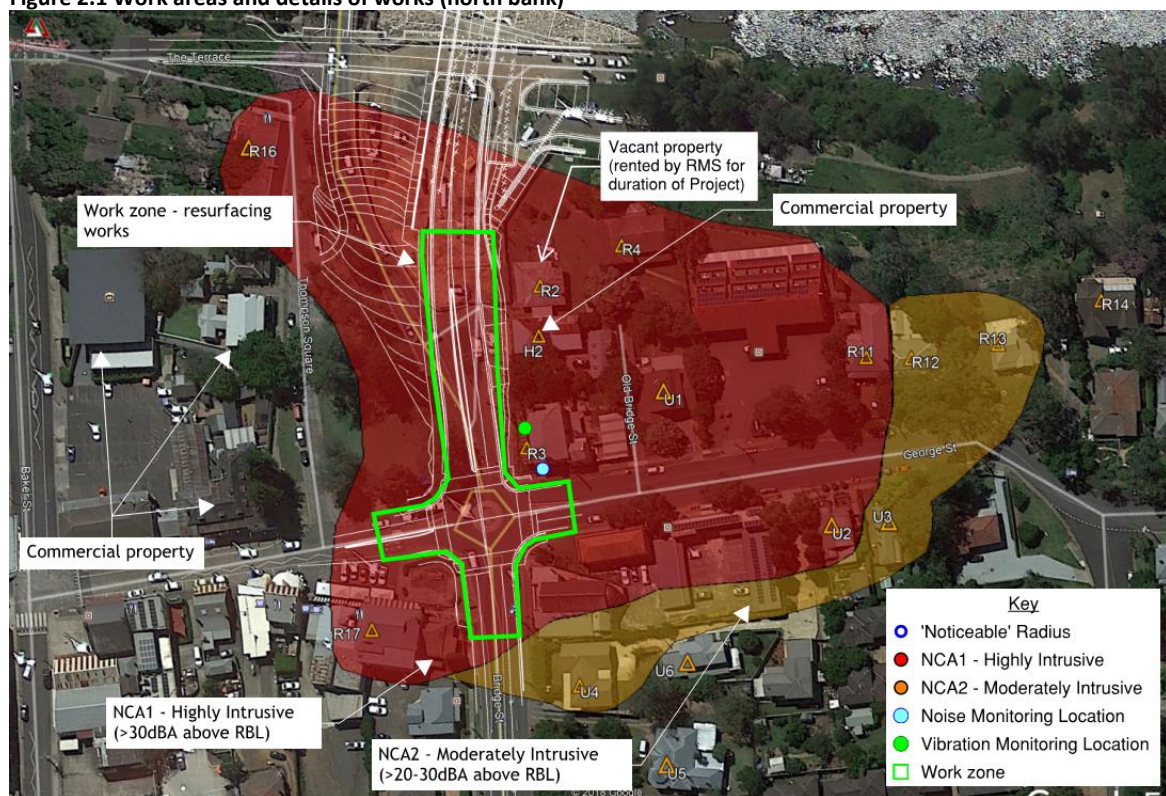 Figure 2.1 Work areas and details of works (north bank)
The Terrace
R16
Vacant property
(rented by RMS for
duration of Project)
Commercial property
Work zone - resurfacing
works
R4
R2
R14
Thompson Square
H2
R11
R12
R13
Old Bridge St
U1
R3
George St
Baker St
U2
U3
Commercial property
R17
U6
U4
Bridge St
U5
NCA1 - Highly Intrusive
(>30dBA above RBL)
NCA2 - Moderately Intrusive
(>20-30dBA above RBL)
Key
'Noticeable' Radius
NCA1 - Highly Intrusive
NCA2 - Moderately Intrusive
Noise Monitoring Location
Vibration Monitoring Location
Work zone
© 2018 Google